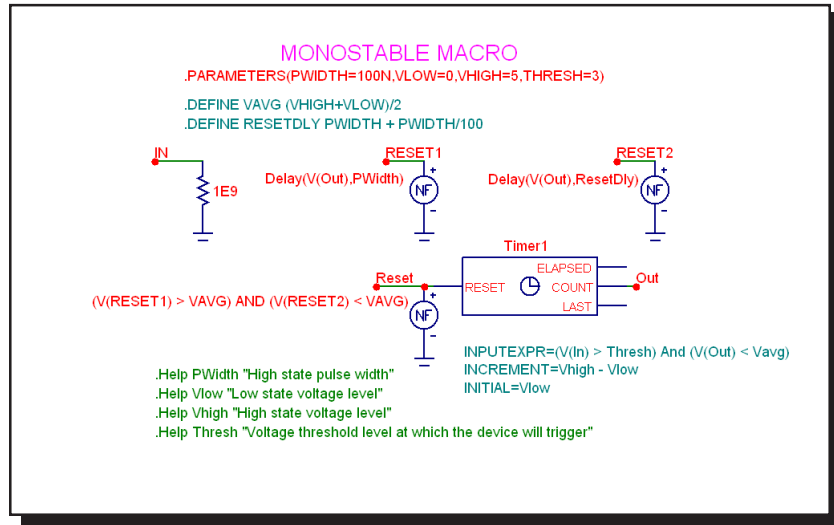 MONOSTABLE MACRO
.PARAMETERS(PWIDTH=100N,VLOW=0,VHIGH=5,THRESH=3)
.DEFINE VAVG (VHIGH+VLOW)/2
.DEFINE RESETDLY PWIDTH + PWIDTH/100
IN
RESET1
RESET2
1E9
Delay(V(Out),PWidth)
+
NF
-
Delay(V(Out),ResetDly)
+
NF
-
Timer1
Reset
RESET
ELAPSED
COUNT
LAST
Out
(V(RESET1) > VAVG) AND (V(RESET2) < VAVG)
+
NF
-
INPUTEXPR=(V(In) > Thresh) And (V(Out) < Vavg)
INCREMENT=Vhigh - Vlow
INITIAL=Vlow
.Help PWidth "High state pulse width"
.Help Vlow "Low state voltage level"
.Help Vhigh "High state voltage level"
.Help Thresh "Voltage threshold level at which the device will trigger"